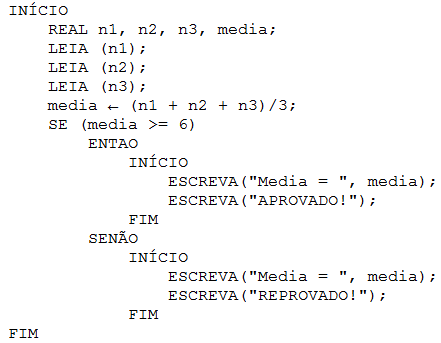 INÍCIO
REAL n1, n2, n3, media;
LEIA (n1);
LEIA (n2);
LEIA (n3);
media ← (n1 + n2 + n3)/3;
SE (media >= 6)
ENTAO
INÍCIO
ESCREVA("Media = ", media);
ESCREVA("APROVADO!");
FIM
SENÃO
INÍCIO
ESCREVA("Media = ", media);
ESCREVA("REPROVADO!");
FIM
FIM